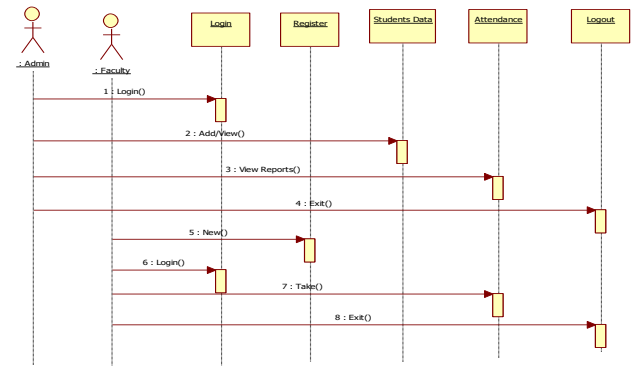 Login
Register
Students Data
Attendance
Logout
: Admin
: Faculty
1 : Login()
2 : Add/View()
3 : View Reports()
4 : Exit()
5 : New()
6 : Login()
7 : Take()
8 : Exit()